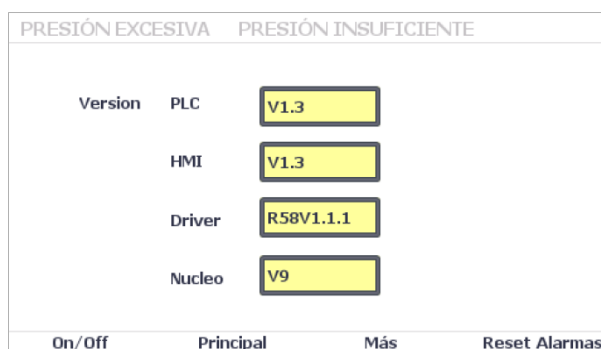 PRESIÓN EXCESIVA PRESIÓN INSUFICIENTE
Version PLC V1.3
HMI V1.3
Driver R58V1.1.1
Nucleo V9
On/Off Principal Más Reset Alarmas